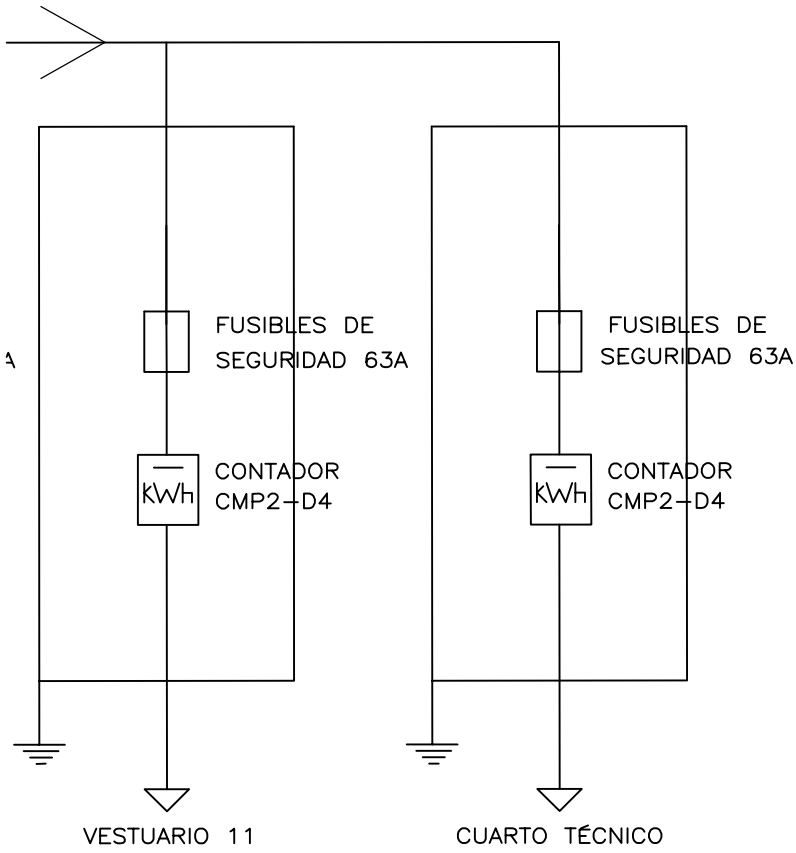 FUSIBLES DE
SEGURIDAD 63A
CONTADOR
CMP2-D4
kWh
VESTUARIO 11
FUSIBLES DE
SEGURIDAD 63A
CONTADOR
CMP2-D4
kWh
CUARTO TÉCNICO
A